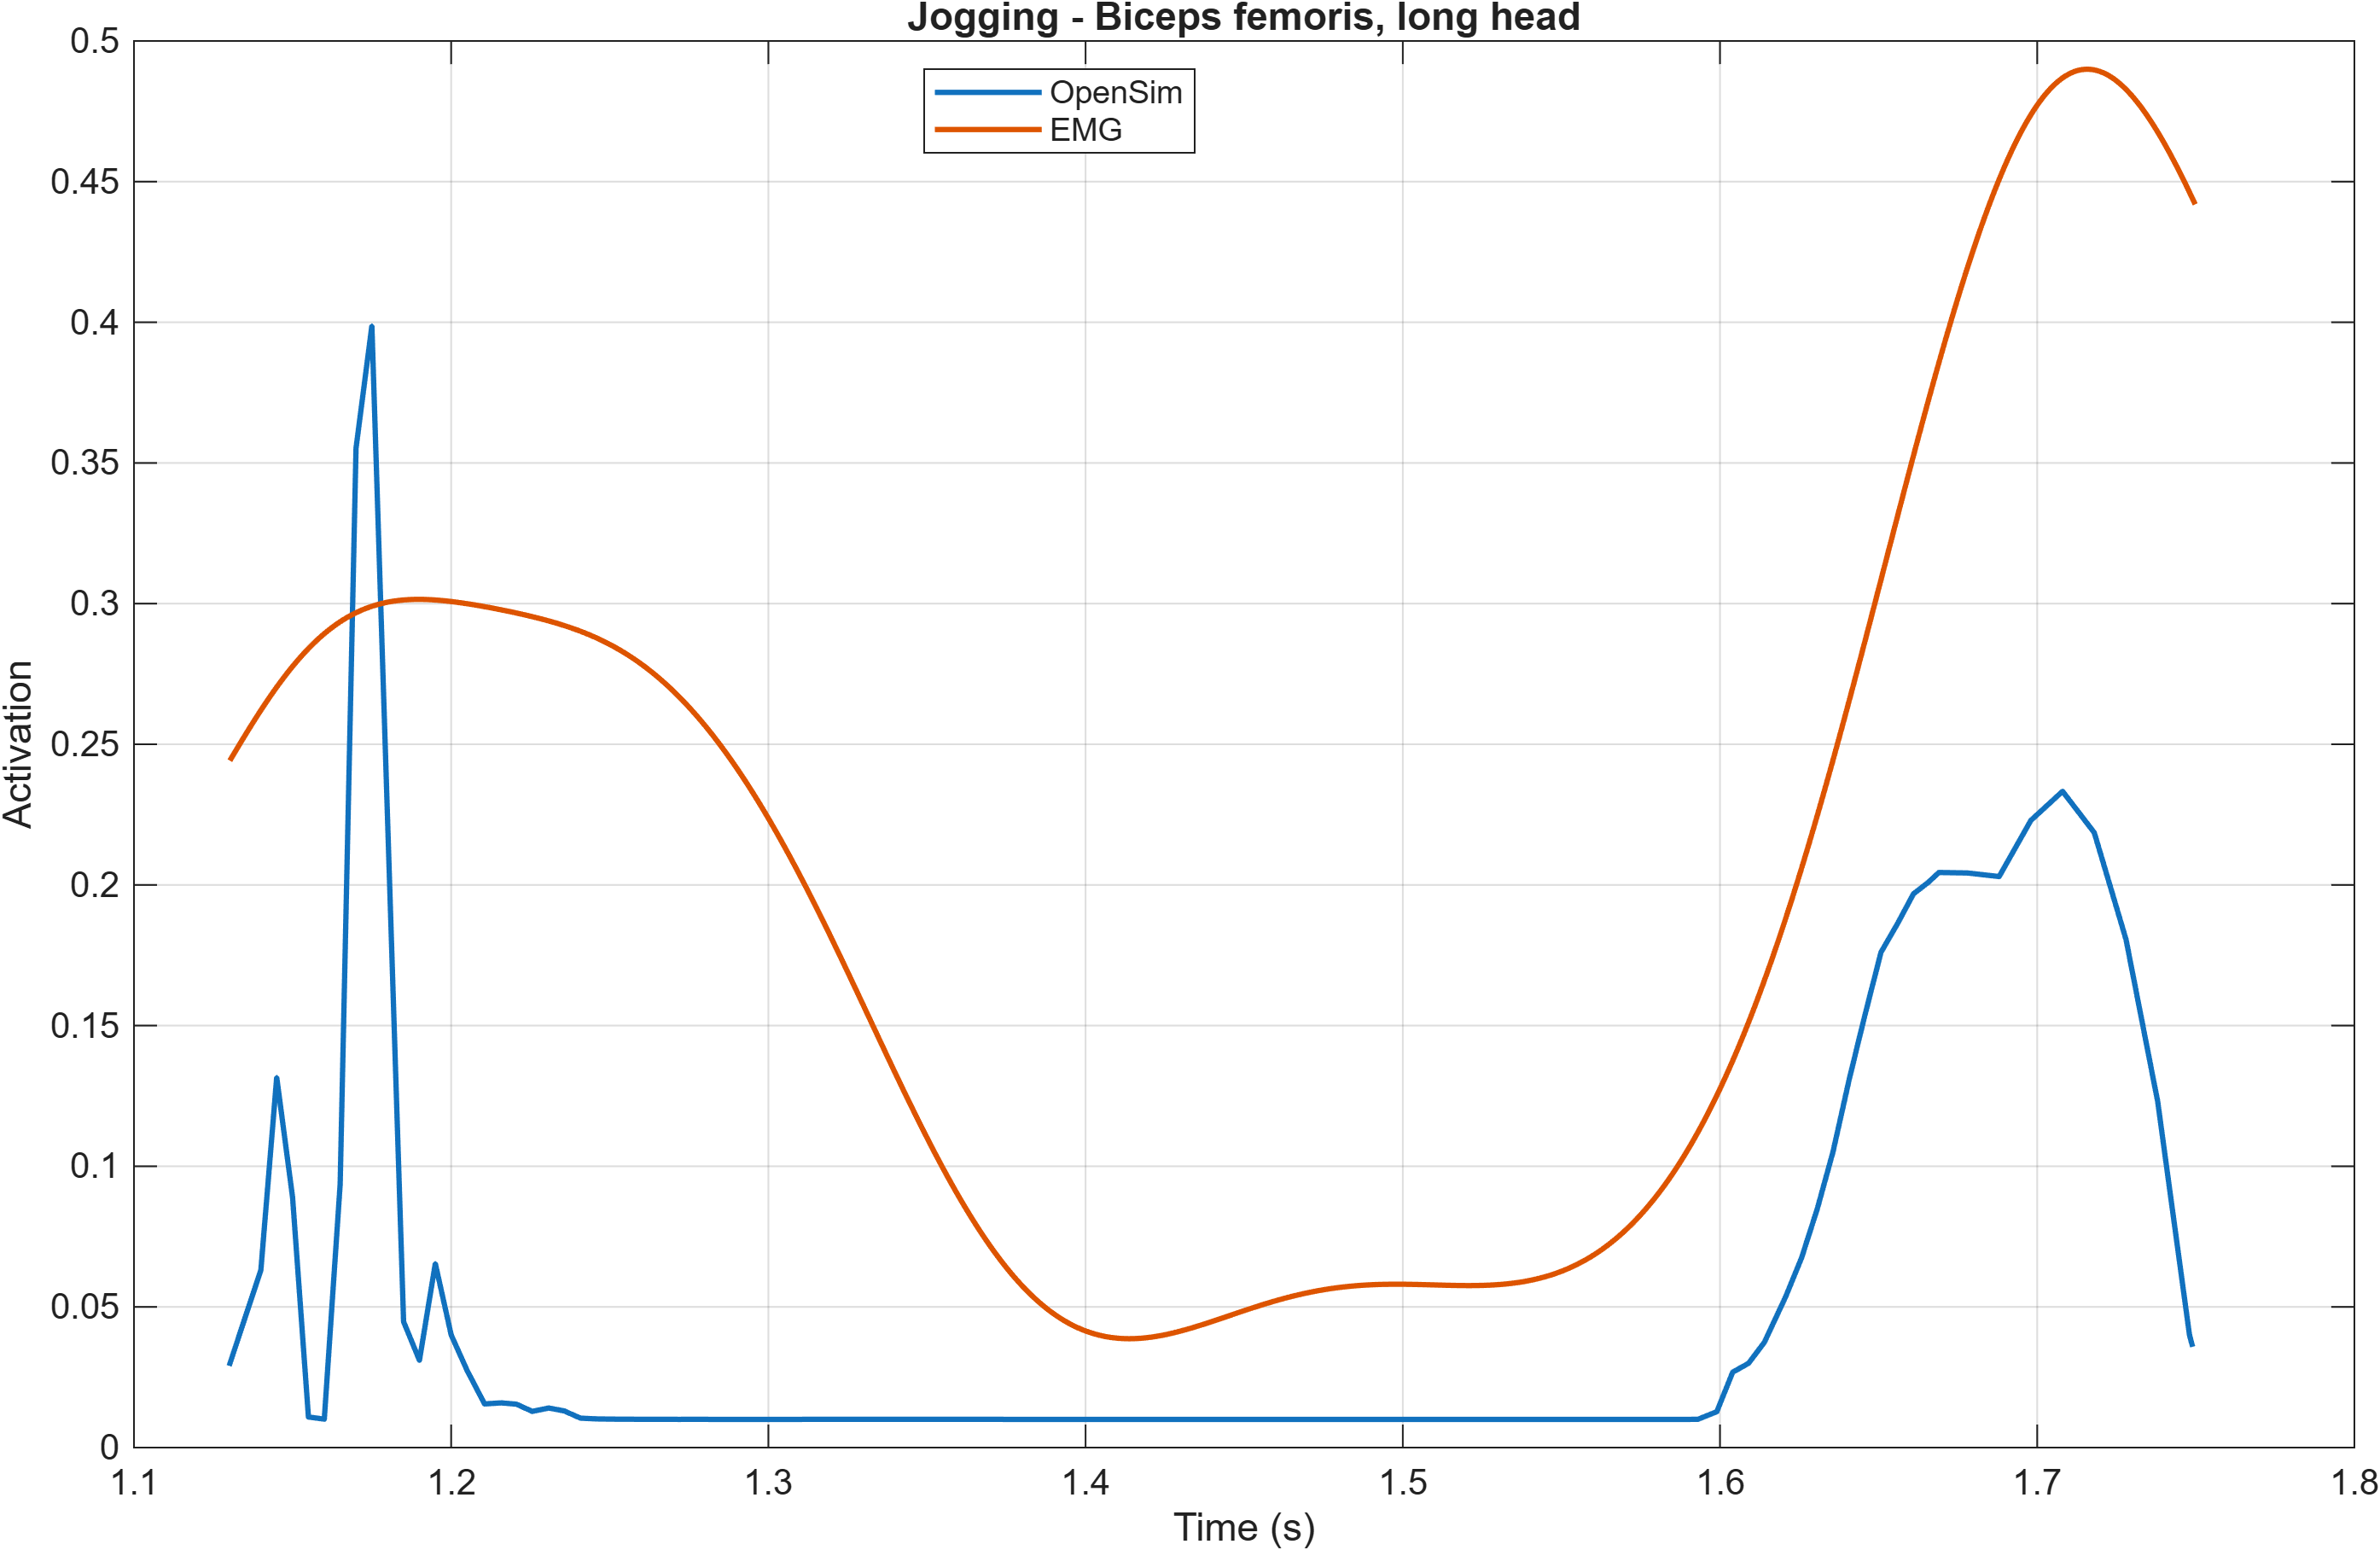 Jogging - Biceps femoris, long head
OpenSim
EMG
0.5
0.45
0.4
0.35
0.3
0.25
0.2
0.15
0.1
0.05
0
Activation
1.1 1.2 1.3 1.4 1.5 1.6 1.7 1.8
Time (s)